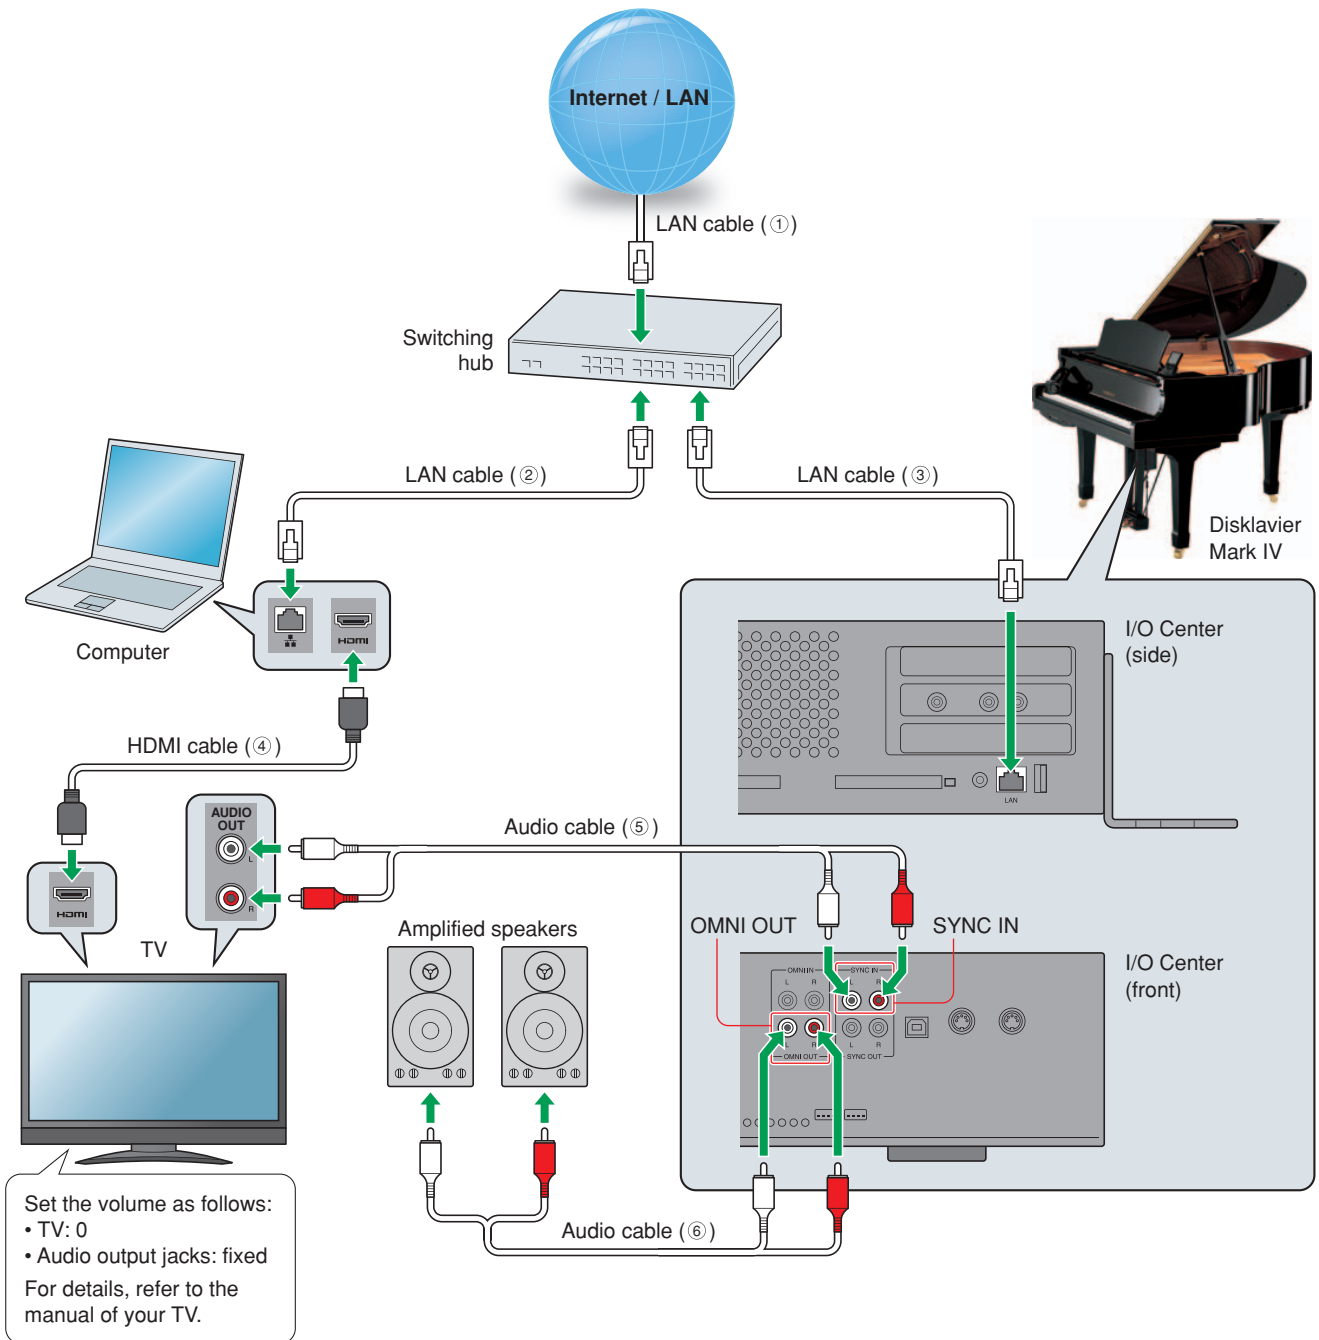 Internet / LAN
LAN cable (①)
Switching
hub
LAN cable (②)
LAN cable (③)
Disklavier
Mark IV
Computer
HDMI
I/O Center
(side)
LAN
HDMI cable (④)
AUDIO
OUT
L
R
HDMI
TV
Audio cable (⑤)
Amplified speakers
OMNI OUT
SYNC IN
I/O Center
(front)
OMNI IN
SYNC IN
L
R
L
R
L
R
L
R
OMNI OUT
SYNC OUT
Audio cable (⑥)
Set the volume as follows:
• TV: 0
• Audio output jacks: fixed
For details, refer to the
manual of your TV.